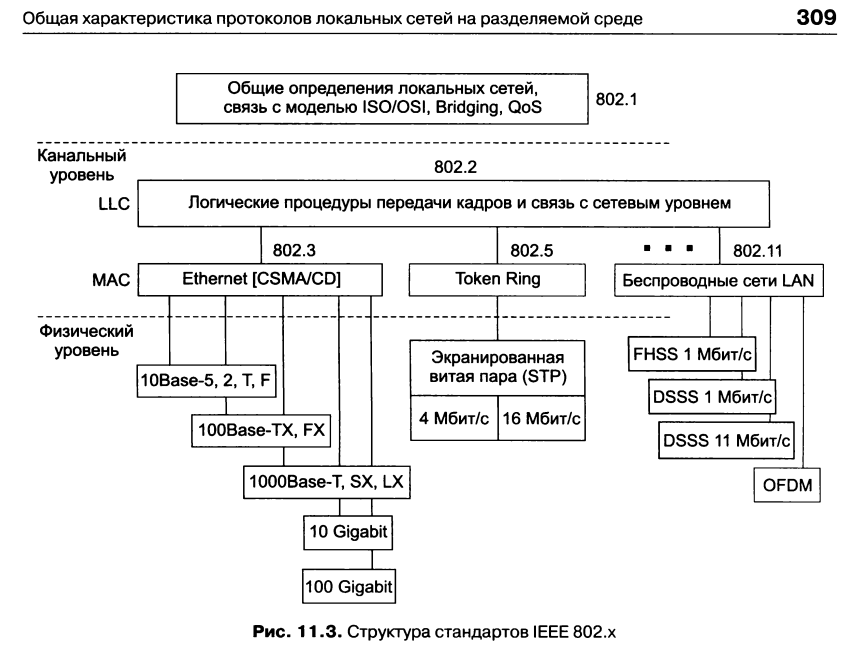 Общая характеристика протоколов локальных сетей на разделяемой среде 309
Общие определения локальных сетей,
связь с моделью ISO/OSI, Bridging, QoS
802.1
Канальный
уровень
802.2
LLC
Логические процедуры передачи кадров и связь с сетевым уровнем
802.3
802.5
. . .
802.11
MAC
Ethernet [CSMA/CD]
Token Ring
Беспроводные сети LAN
Физический
уровень
10Base-5, 2, T, F
100Base-TX, FX
1000Base-T, SX, LX
10 Gigabit
100 Gigabit
Экранированная
витая пара (STP)
4 Мбит/с 16 Мбит/с
FHSS 1 Мбит/с
DSSS 1 Мбит/с
DSSS 11 Мбит/с
OFDM
Рис. 11.3. Структура стандартов IEEE 802.x